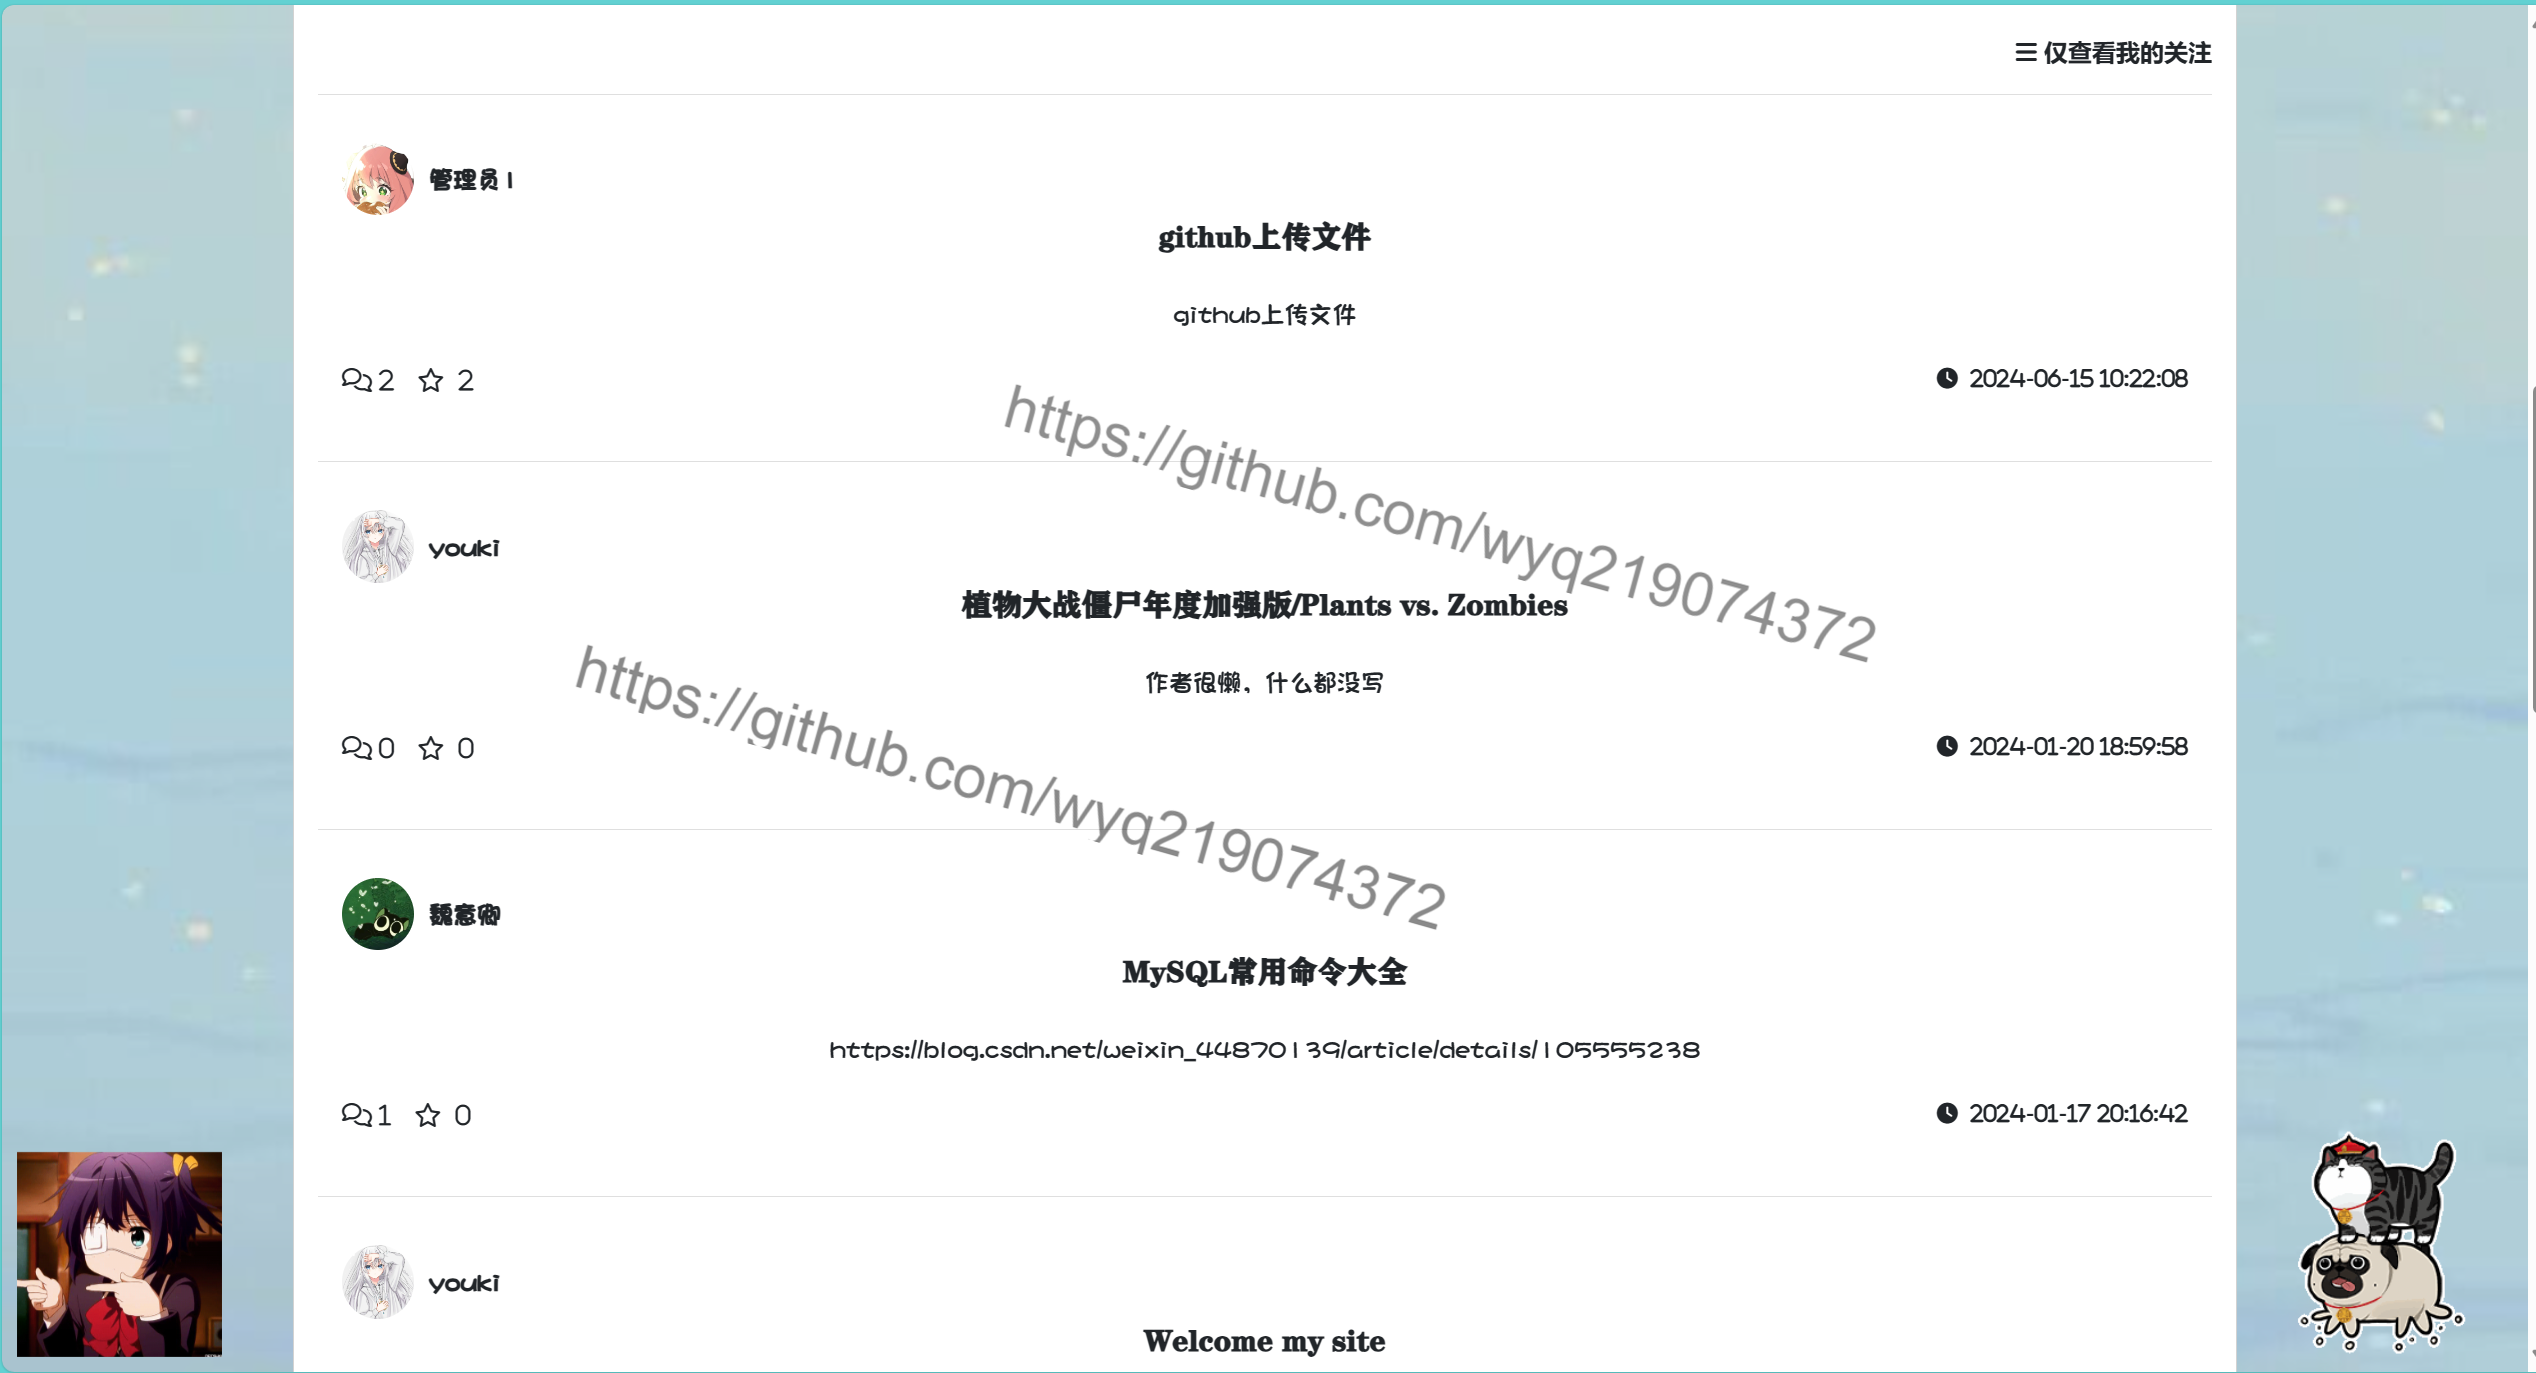 仅查看我的关注
管理员1
github上传文件
github上传文件
2 2
2024-06-15 10:22:08
https://github.com/wyq219074372
youki
植物大战僵尸年度加强版/Plants vs. Zombies
作者很懒，什么都没写
0 0
2024-01-20 18:59:58
https://github.com/wyq219074372
魏意卿
MySQL常用命令大全
https://blog.csdn.net/weixin_44870139/article/details/105555238
1 0
2024-01-17 20:16:42
youki
Welcome my site